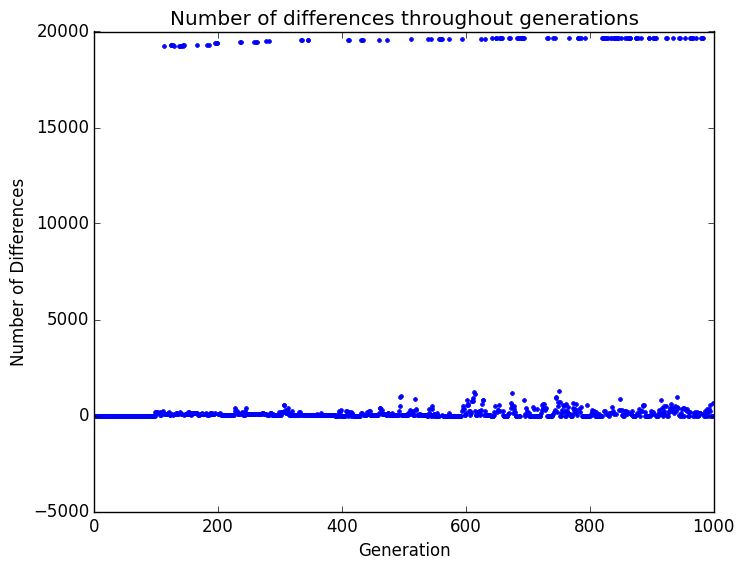 Number of differences throughout generations
20000
15000
10000
5000
0
−5000
Number of Differences
0 200 400 600 800 1000
Generation